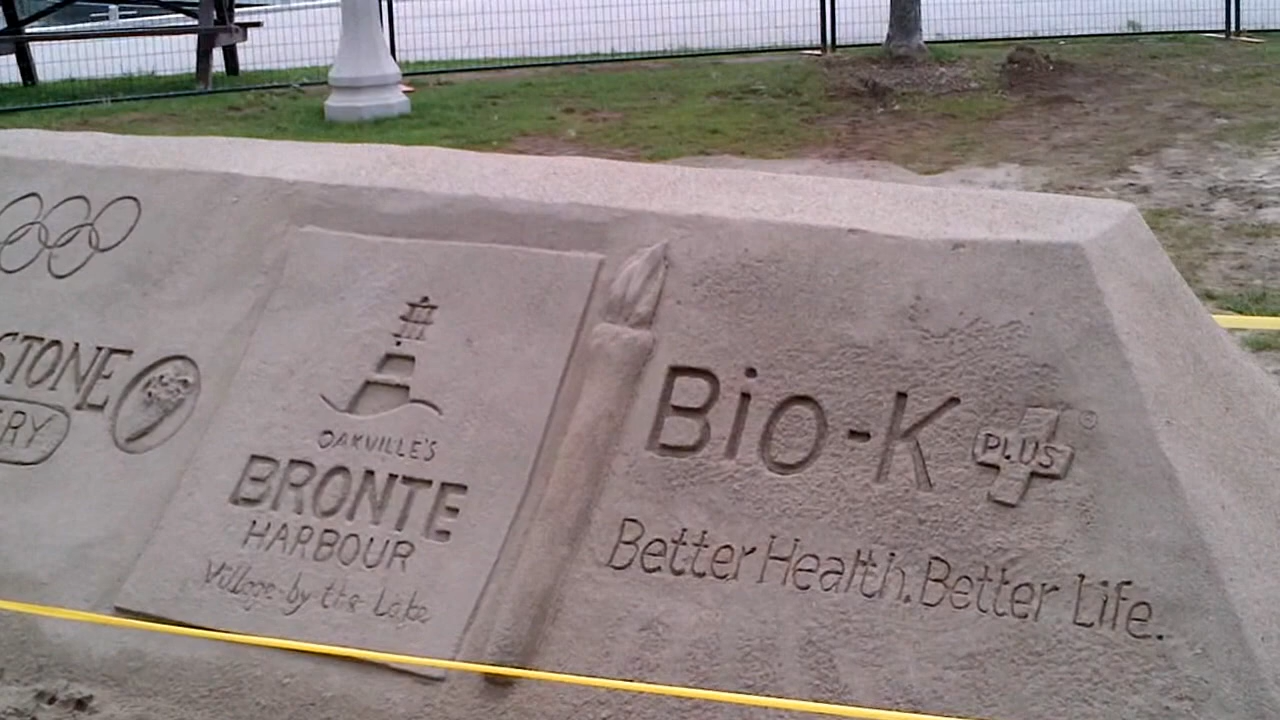 STONE
RY
OAKVILLE'S
BRONTE
HARBOUR
Village by the Lake
Bio-K PLUS ®
Better Health. Better Life.